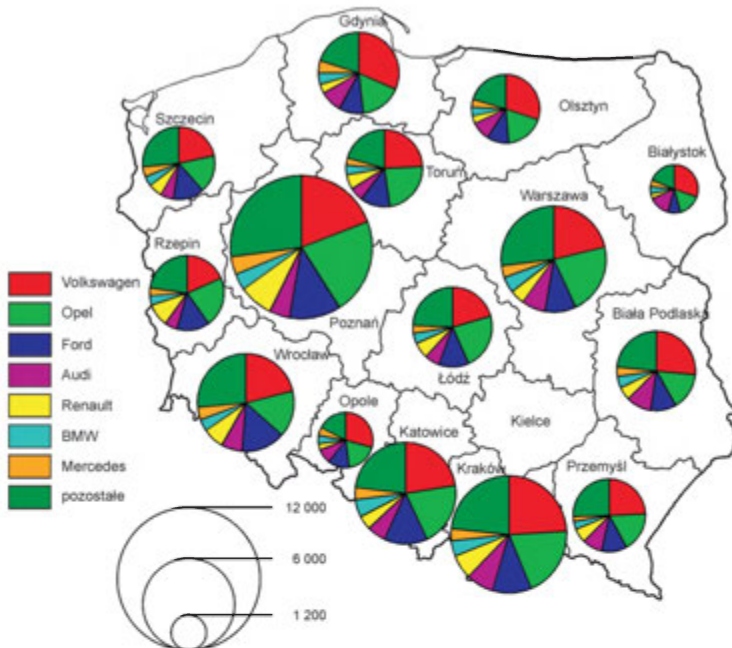 Gdynia
Olsztyn
Szczecin
Białystok
Toruń
Warszawa
Rzepin
Volkswagen
Opel
Ford
Audi
Renault
BMW
Mercedes
pozostałe
Poznań
Biała Podlaska
Wrocław
Łódź
Opole
Katowice
Kielce
Kraków
Przemyśl
12 000
6 000
1 200